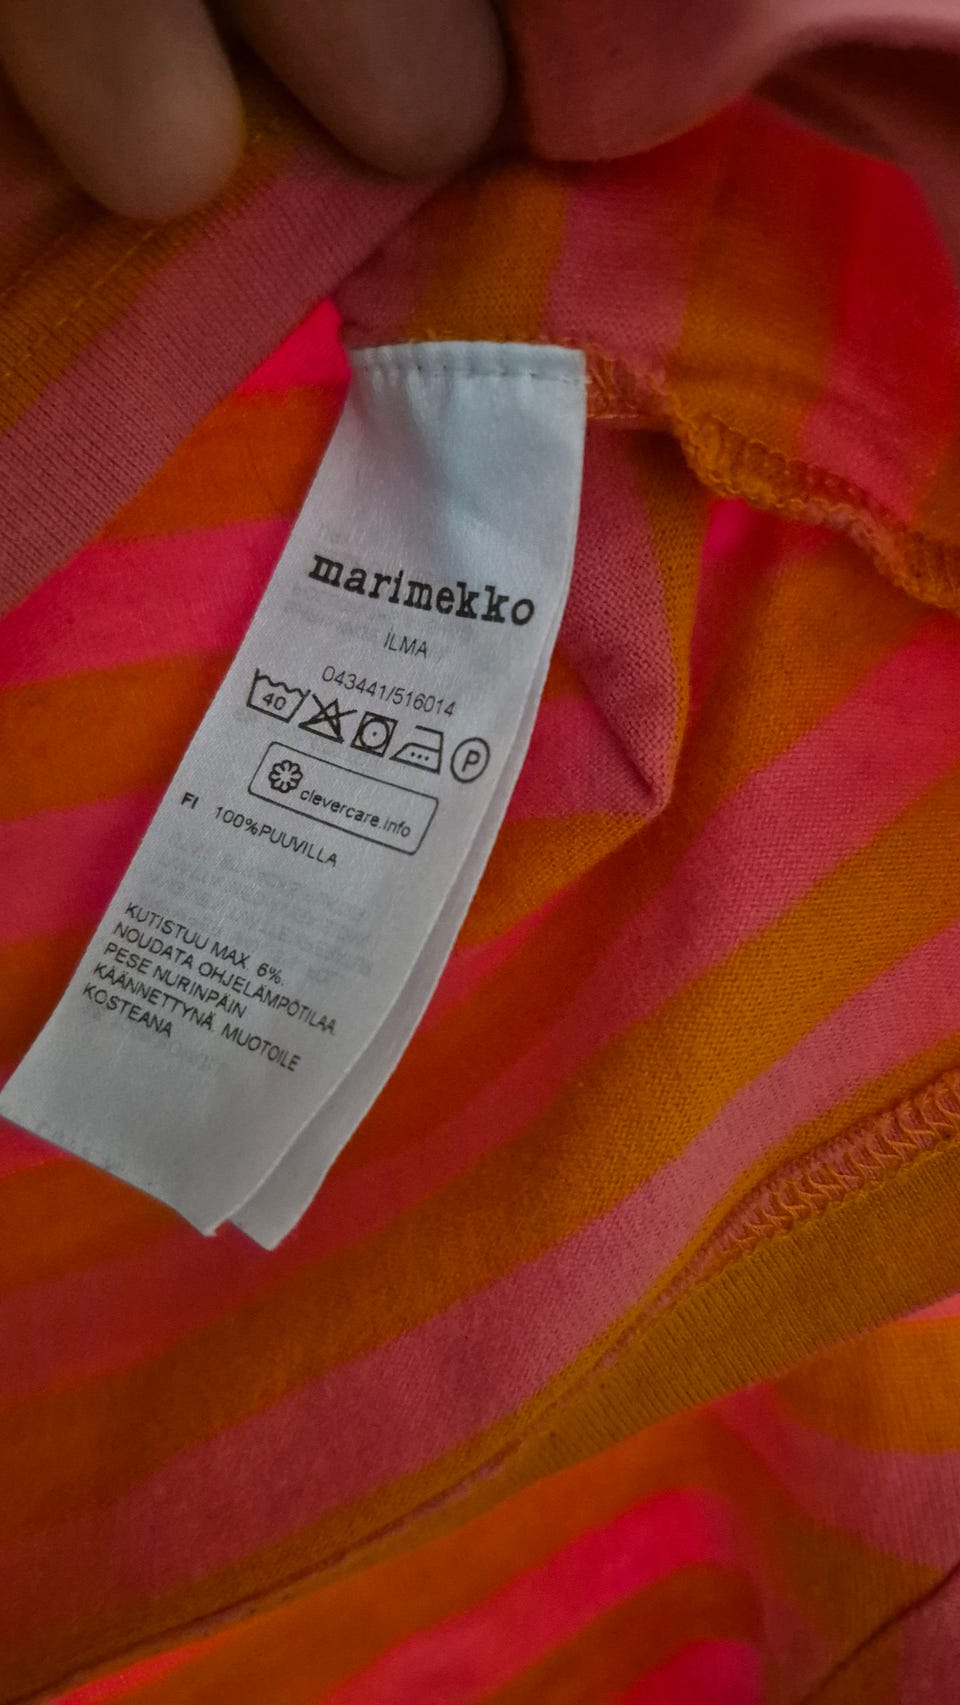 marimekko
ILMA
043441/516014
40
P
clevercare.info
FI 100%PUUVILLA
KUTISTUU MAX 6%.
NOUDATA OHJELÄMPÖTILAA.
PESE NURINPÄIN
KÄÄNNETTYNÄ. MUOTOILE
KOSTEANA